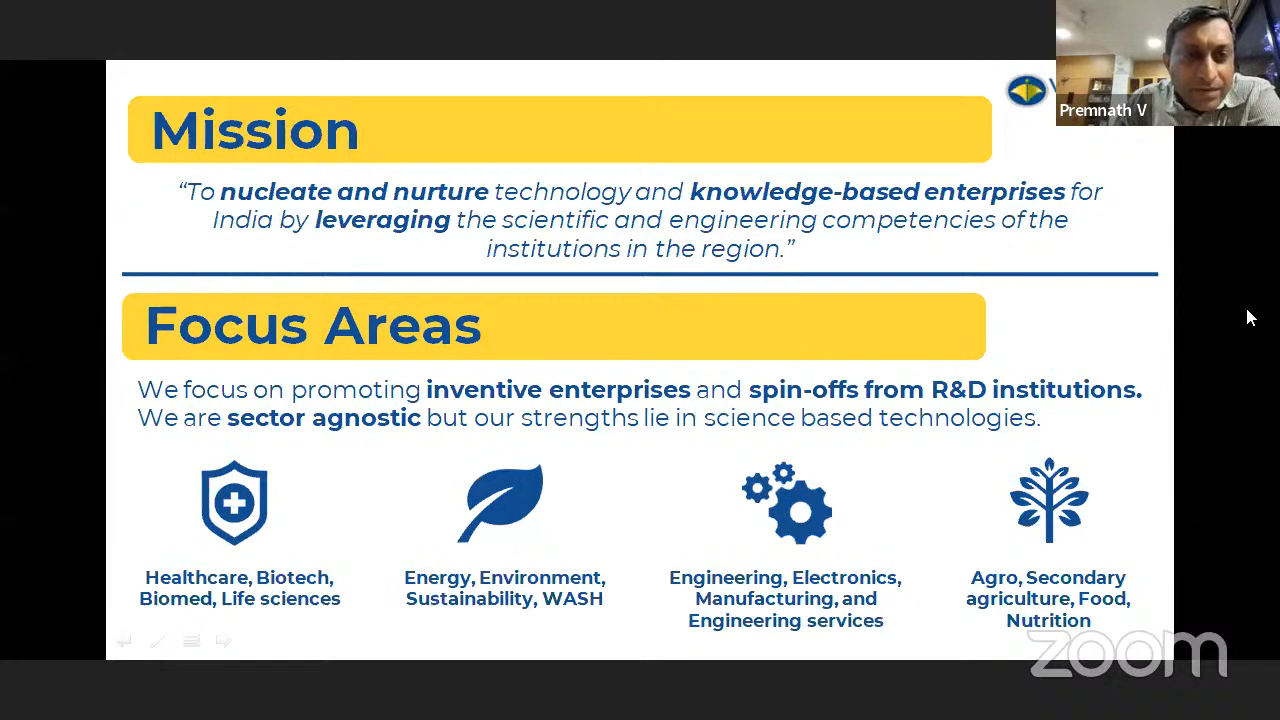 Mission
“To nucleate and nurture technology and knowledge-based enterprises for
India by leveraging the scientific and engineering competencies of the
institutions in the region.”
Focus Areas
We focus on promoting inventive enterprises and spin-offs from R&D institutions.
We are sector agnostic but our strengths lie in science based technologies.
Healthcare, Biotech,
Biomed, Life sciences
Energy, Environment,
Sustainability, WASH
Engineering, Electronics,
Manufacturing, and
Engineering services
Agro, Secondary
agriculture, Food,
Nutrition
Premnath V
zoom